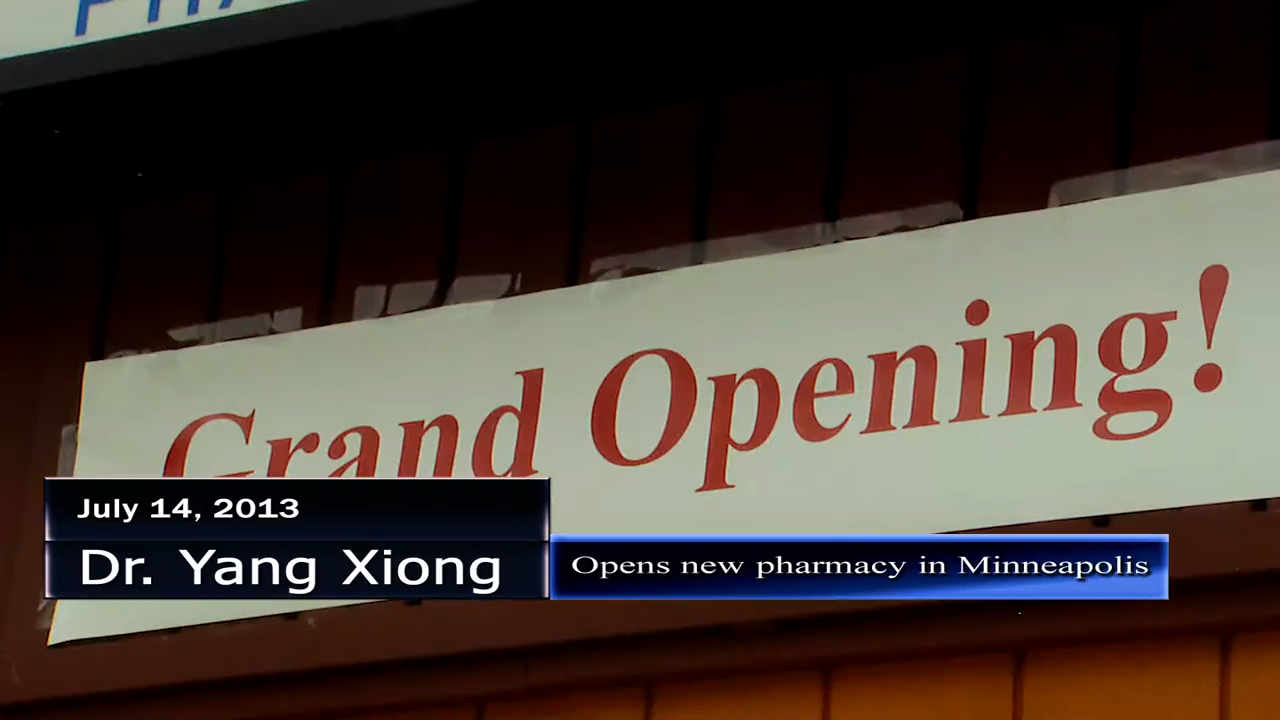 Grand Opening!
July 14, 2013
Dr. Yang Xiong
Opens new pharmacy in Minneapolis